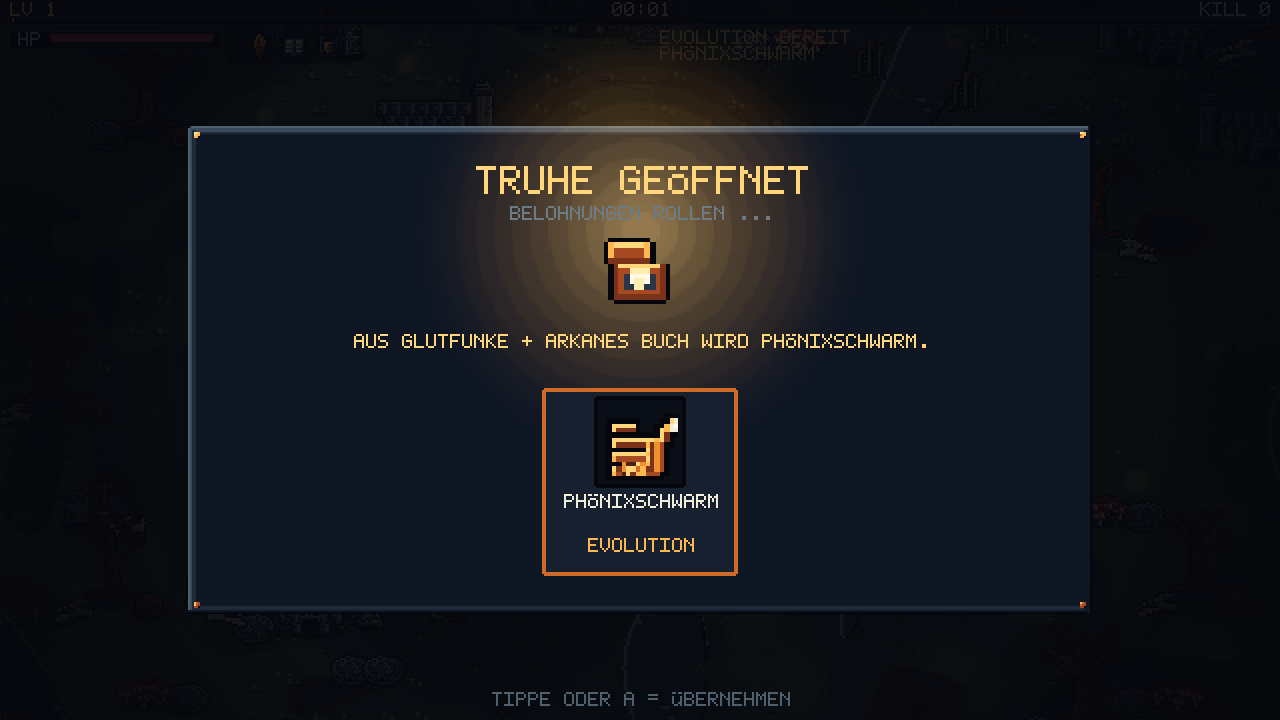 LV 1 00:01 KILL 0
HP
EVOLUTION BEREIT
PHöNIXSCHWARM
TRUHE GEöFFNET
BELOHNUNGEN ROLLEN ...
AUS GLUTFUNKE + ARKANES BUCH WIRD PHöNIXSCHWARM.
PHöNIXSCHWARM
EVOLUTION
TIPPE ODER A = üBERNEHMEN